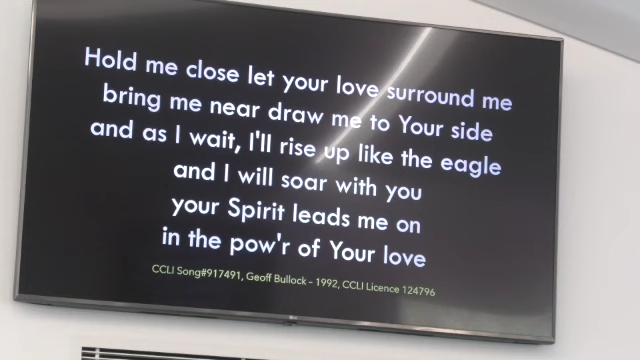 Hold me close let your love surround me
bring me near draw me to Your side
and as I wait, I'll rise up like the eagle
and I will soar with you
your Spirit leads me on
in the pow'r of Your love
CCLI Song#917491, Geoff Bullock - 1992, CCLI Licence 124796